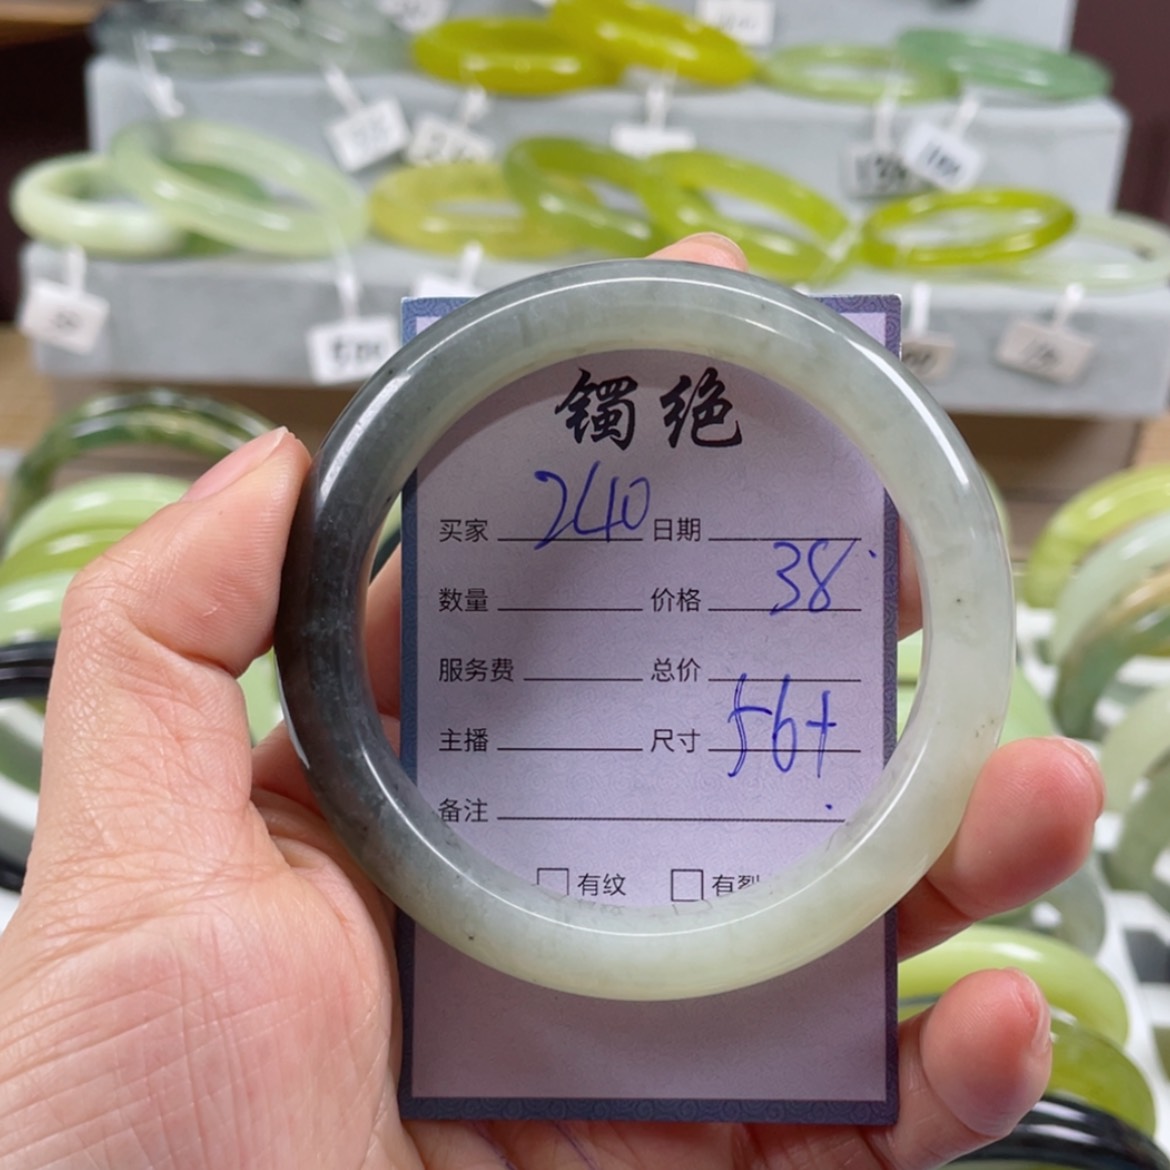 镯绝
买家 240 日期
数量 价格 38
服务费 总价
主播 尺寸 56+
备注
□ 有纹 □ 有裂